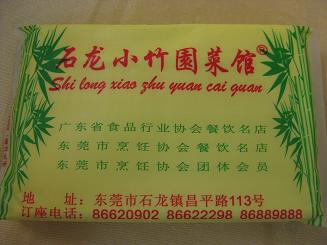 石龙小竹園菜馆
Shi long xiao zhu yuan cai guan
广东省食品行业协会餐饮名店
东莞市烹饪协会餐饮名店
东莞市烹饪协会团体会员
地 址：东莞市石龙镇昌平路113号
订座电话：86620902 86622298 86889888